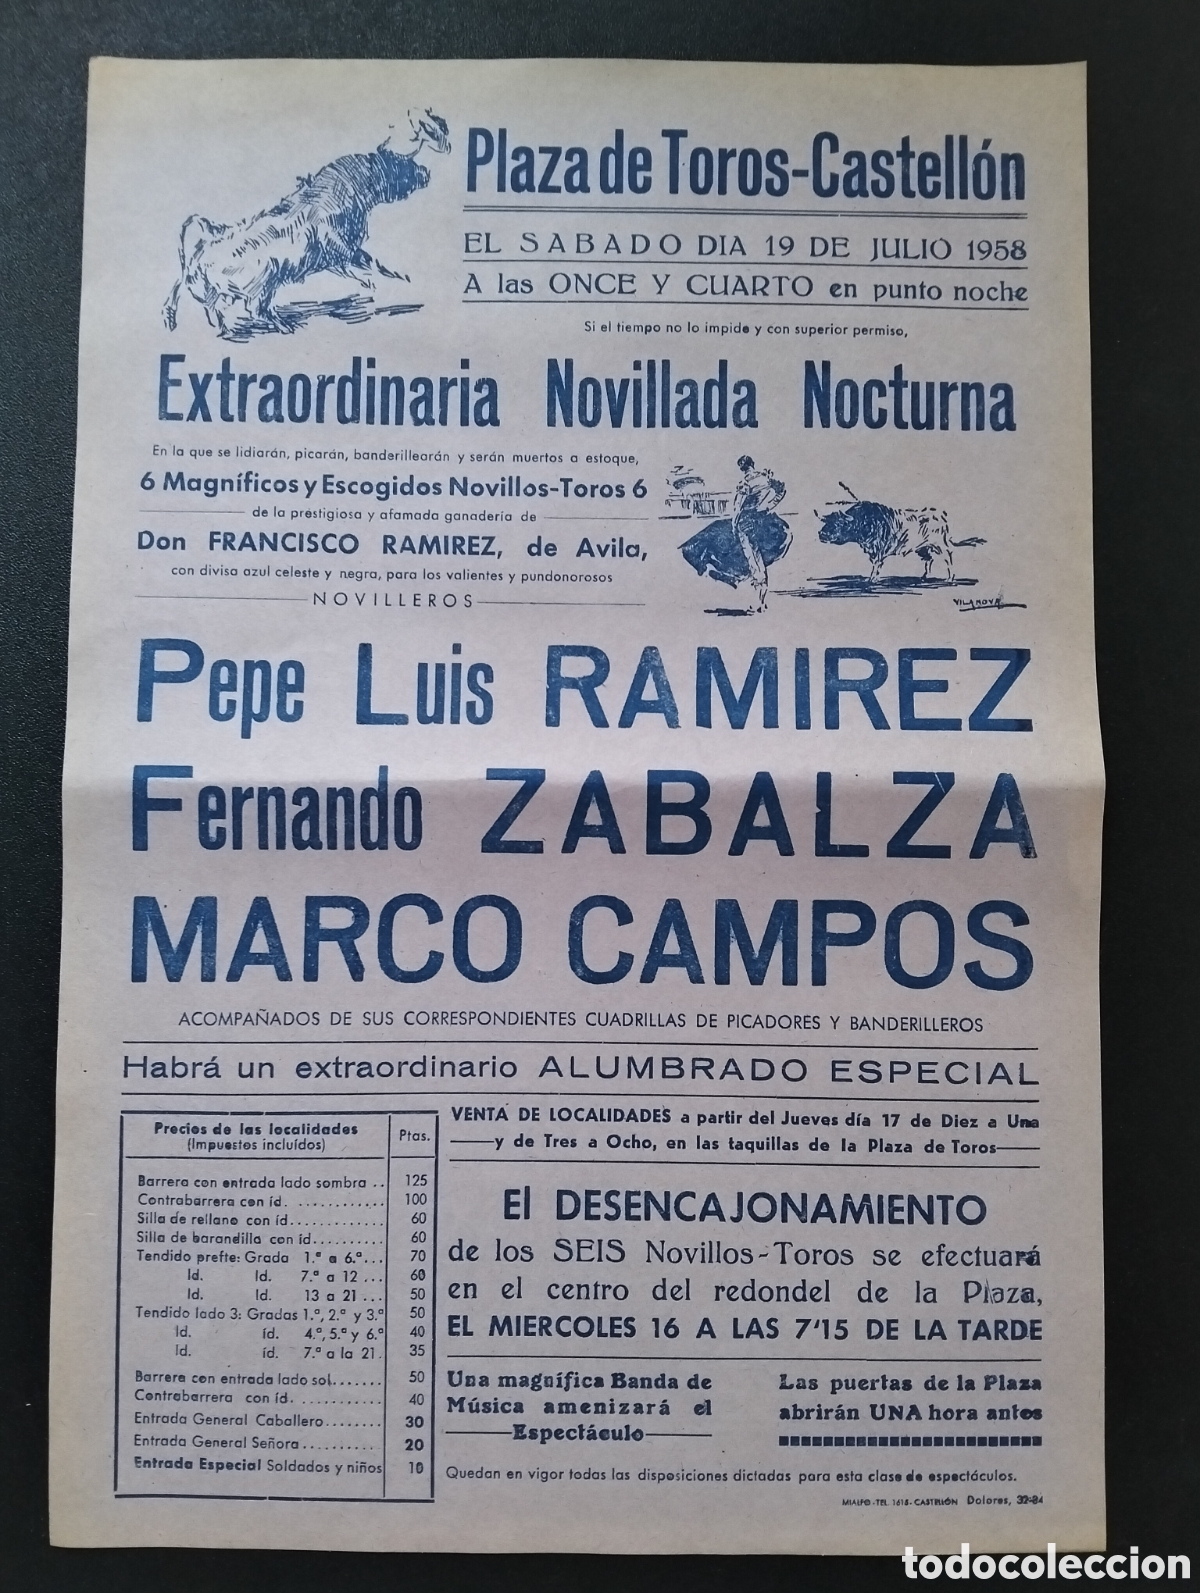 Plaza de Toros-Castellón
EL SABADO DIA 19 DE JULIO 1958
A las ONCE Y CUARTO en punto noche
Si el tiempo no lo impide y con superior permiso,
Extraordinaria Novillada Nocturna
En la que se lidiarán, picarán, banderillearán y serán muertos a estoque,
6 Magníficos y Escogidos Novillos-Toros 6
de la prestigiosa y afamada ganadería de
Don FRANCISCO RAMIREZ, de Avila,
con divisa azul celeste y negra, para los valientes y pundonorosos
NOVILLEROS
VILANOVA
Pepe Luis RAMIREZ
Fernando ZABALZA
MARCO CAMPOS
ACOMPAÑADOS DE SUS CORRESPONDIENTES CUADRILLAS DE PICADORES Y BANDERILLEROS
Habrá un extraordinario ALUMBRADO ESPECIAL
Precios de las localidades
(Impuestos incluídos)
Ptas.
Barrera con entrada lado sombra .. 125
Contrabarrera con íd. ............ 100
Silla de rellano con íd............. 60
Silla de barandilla con íd.......... 60
Tendido prefte: Grada 1.ª a 6.ª... 70
Id. Id. 7.ª a 12 ... 60
Id. Id. 13 a 21 ... 50
Tendido lado 3: Gradas 1.ª, 2.ª y 3.ª 50
Id. íd. 4.ª, 5.ª y 6.ª 40
Id. íd. 7.ª a la 21. 35
Barrera con entrada lado sol....... 50
Contrabarrera con íd............. 40
Entrada General Caballero........ 30
Entrada General Señora.......... 20
Entrada Especial Soldados y niños 10
VENTA DE LOCALIDADES a partir del Jueves día 17 de Diez a Una
y de Tres a Ocho, en las taquillas de la Plaza de Toros
El DESENCAJONAMIENTO
de los SEIS Novillos-Toros se efectuará
en el centro del redondel de la Plaza,
EL MIERCOLES 16 A LAS 7'15 DE LA TARDE
Una magnífica Banda de
Música amenizará el
Espectáculo
Las puertas de la Plaza
abrirán UNA hora antes
Quedan en vigor todas las disposiciones dictadas para esta clase de espectáculos.
MIALFO-TEL. 1615-CASTELLÓN Dolores, 32-34
todocoleccion